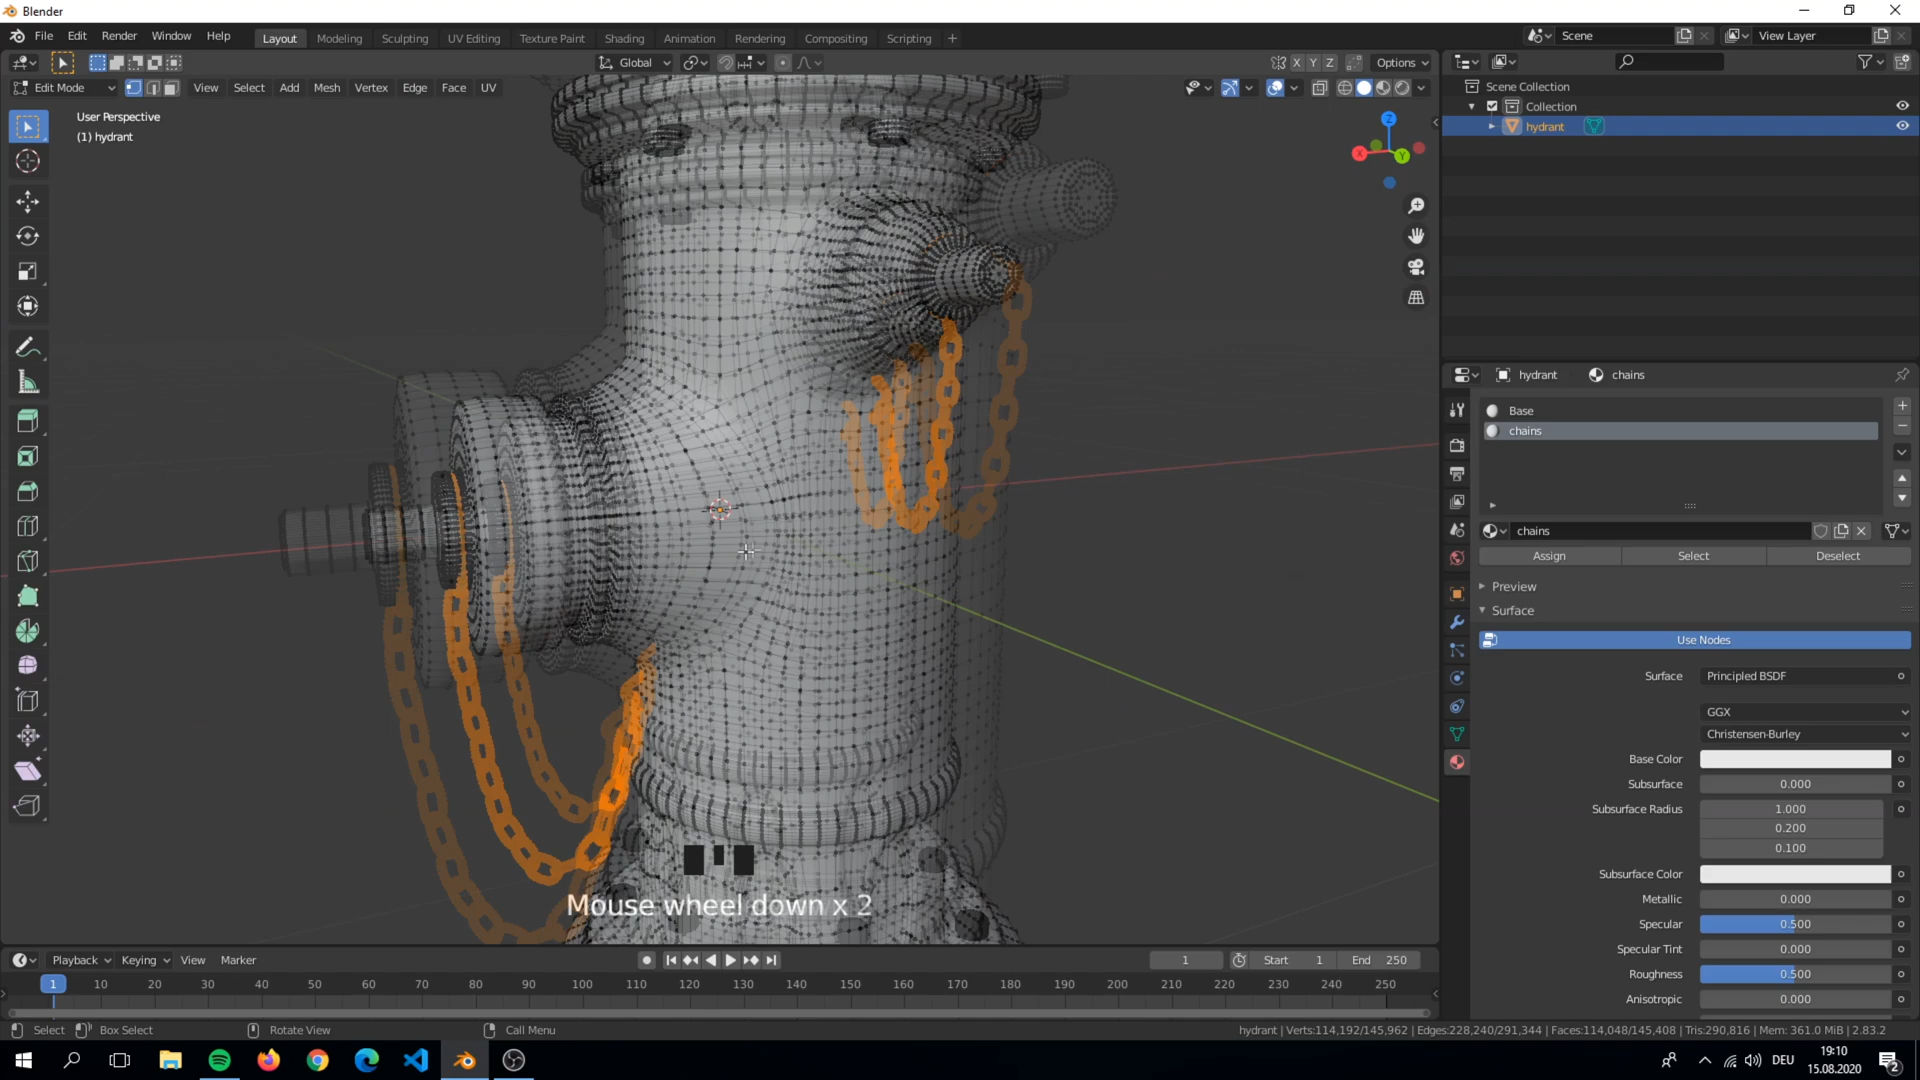 Blender
File Edit Render Window Help
Layout Modeling Sculpting UV Editing Texture Paint Shading Animation Rendering Compositing Scripting +
Scene
View Layer
Global
X Y Z
Options
Edit Mode View Select Add Mesh Vertex Edge Face UV
User Perspective
(1) hydrant
Z
X
Y
Scene Collection
Collection
hydrant
hydrant chains
Base
chains
chains
Assign Select Deselect
Preview
Surface
Use Nodes
Surface Principled BSDF
GGX
Christensen-Burley
Base Color
Subsurface 0.000
Subsurface Radius 1.000
0.200
0.100
Subsurface Color
Metallic 0.000
Specular 0.500
Specular Tint 0.000
Roughness 0.500
Anisotropic 0.000
Mouse wheel down x 2
Playback Keying View Marker
1
Start 1
End 250
1 10 20 30 40 50 60 70 80 90 100 110 120 130 140 150 160 170 180 190 200 210 220 230 240 250
Select Box Select Rotate View Call Menu
hydrant | Verts:114,192/145,962 | Edges:228,240/291,344 | Faces:114,048/145,408 | Tris:290,816 | Mem: 361.0 MiB | 2.83.2
DEU
19:10
15.08.2020
2